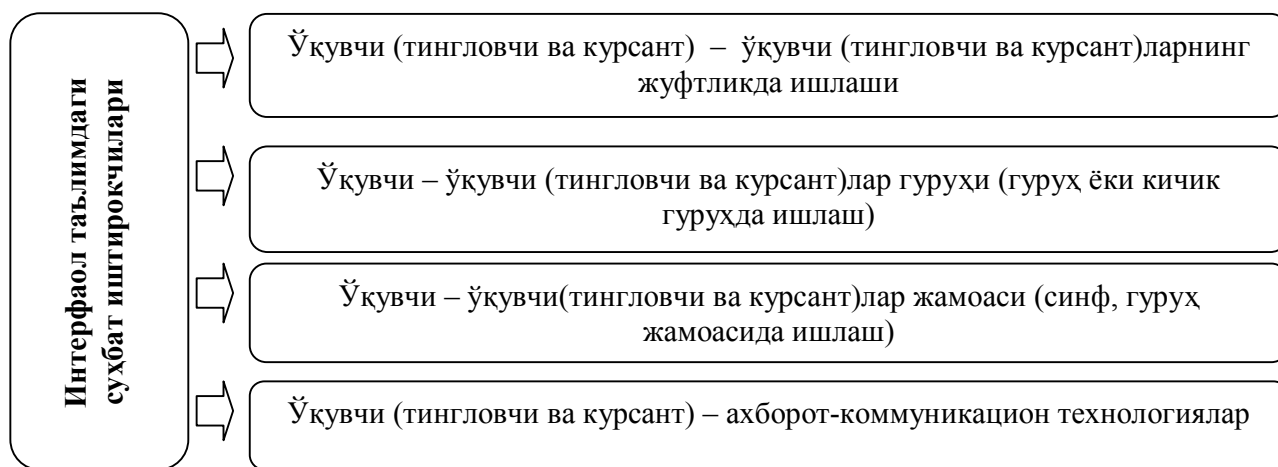 Интерфаол таълимдаги
суҳбат иштирокчилари
Ўқувчи (тингловчи ва курсант) – ўқувчи (тингловчи ва курсант)ларнинг
жуфтликда ишлаши
Ўқувчи – ўқувчи (тингловчи ва курсант)лар гуруҳи (гуруҳ ёки кичик
гуруҳда ишлаш)
Ўқувчи – ўқувчи(тингловчи ва курсант)лар жамоаси (синф, гуруҳ
жамоасида ишлаш)
Ўқувчи (тингловчи ва курсант) – ахборот-коммуникацион технологиялар